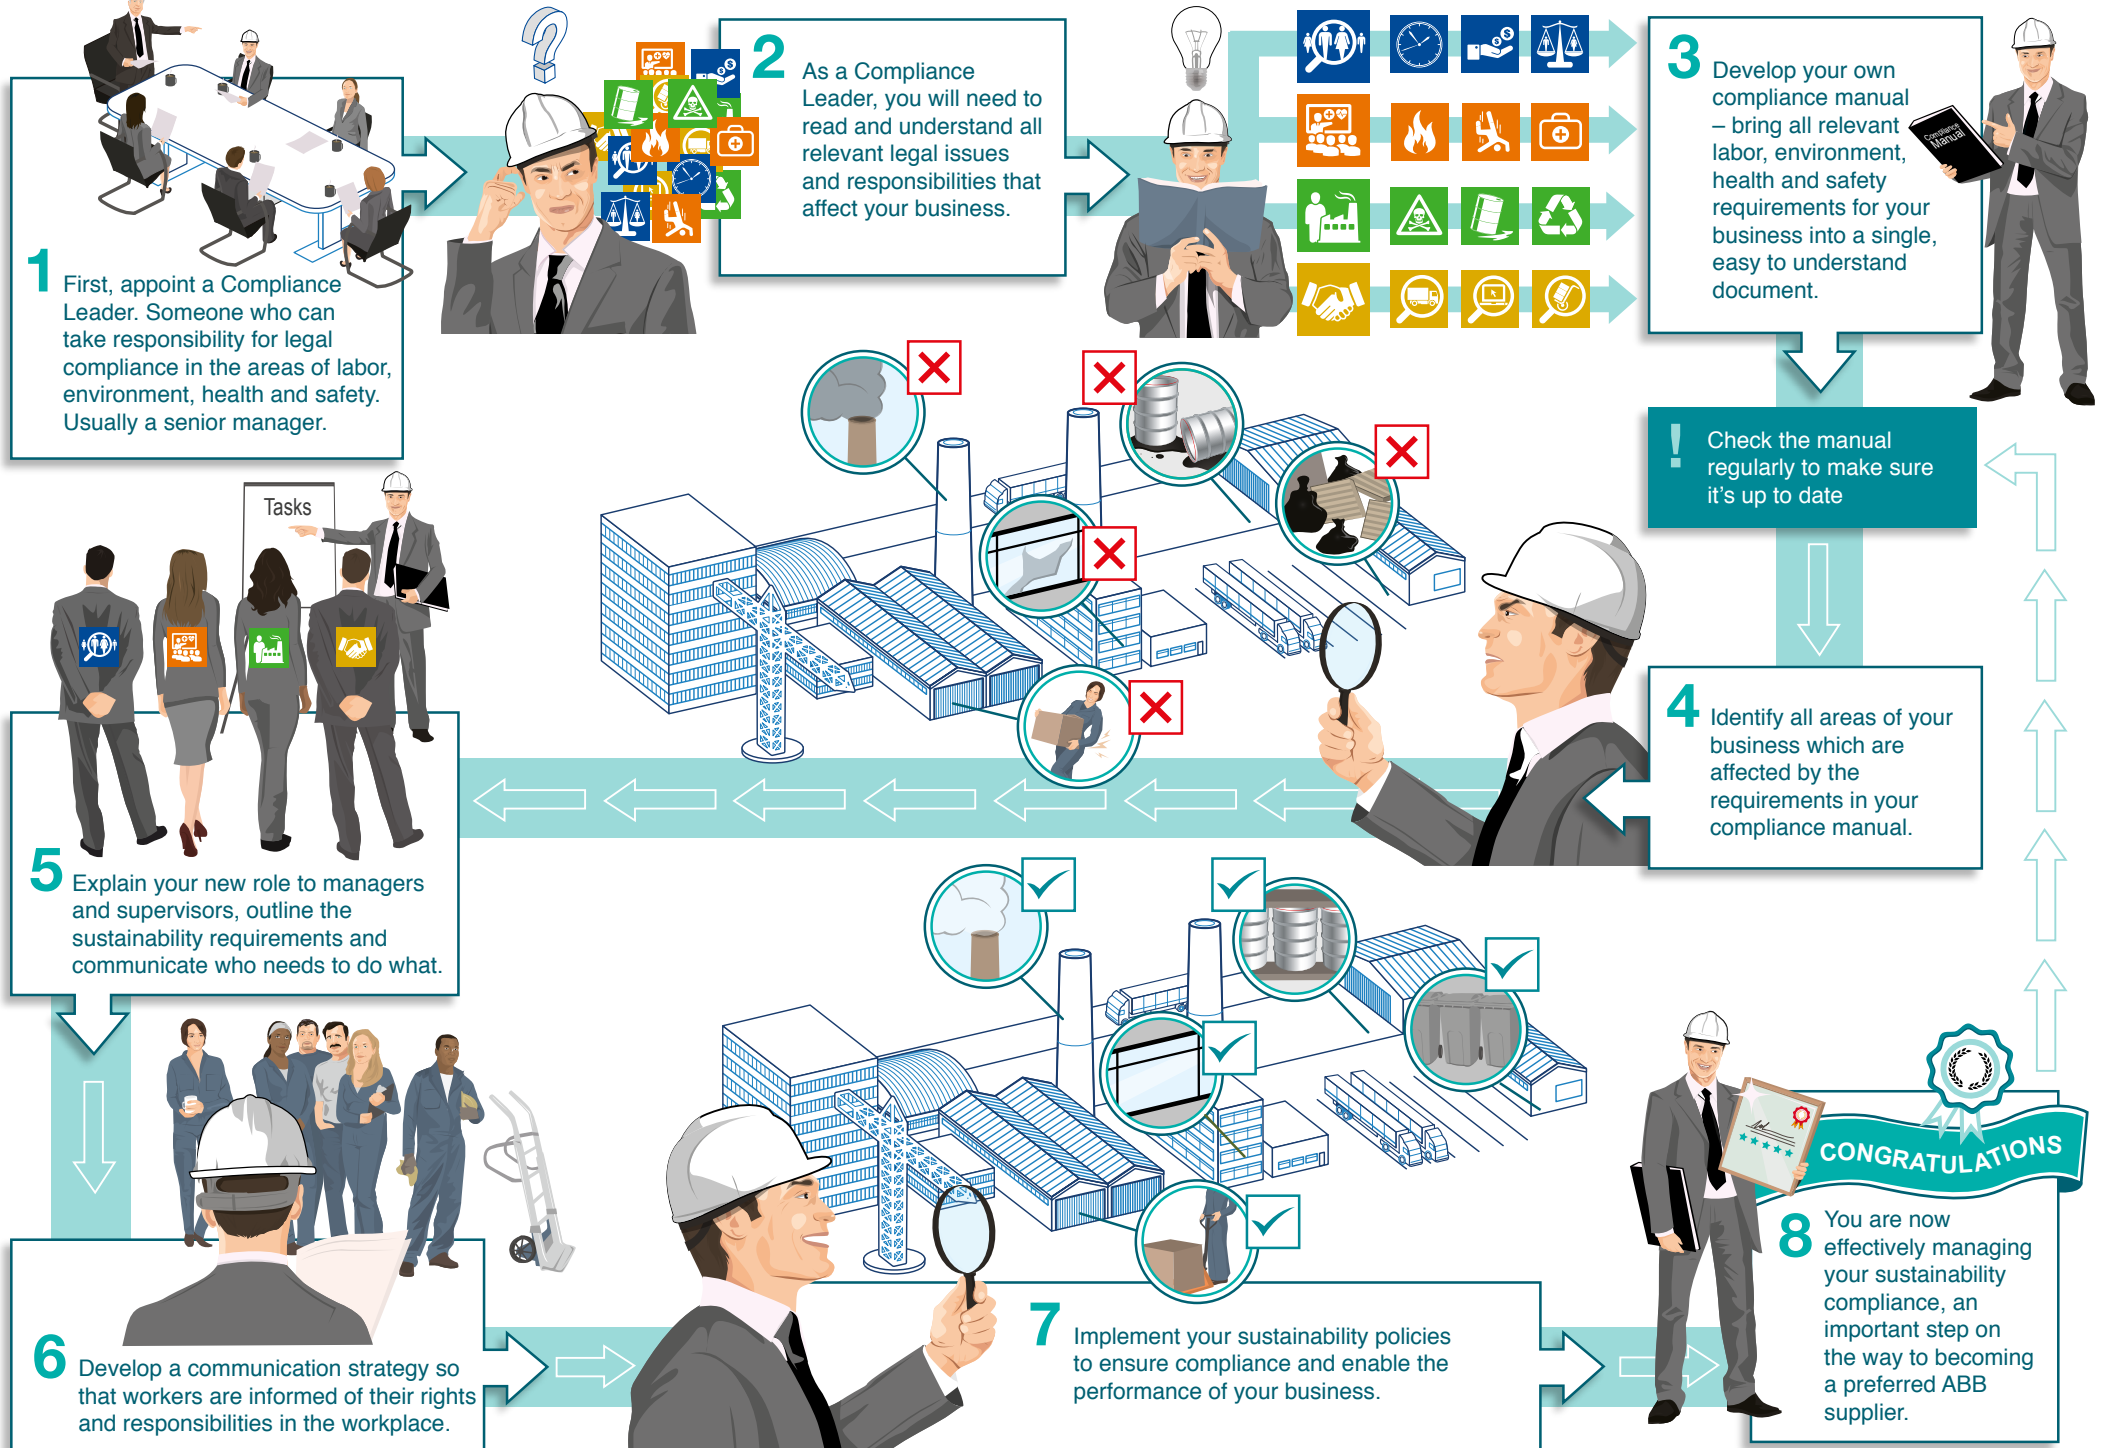 1
First, appoint a Compliance
Leader. Someone who can
take responsibility for legal
compliance in the areas of labor,
environment, health and safety.
Usually a senior manager.
2
As a Compliance
Leader, you will need to
read and understand all
relevant legal issues
and responsibilities that
affect your business.
3
Develop your own
compliance manual
– bring all relevant
labor, environment,
health and safety
requirements for your
business into a single,
easy to understand
document.
Compliance
Manual
!
Check the manual
regularly to make sure
it's up to date
4
Identify all areas of your
business which are
affected by the
requirements in your
compliance manual.
Tasks
5
Explain your new role to managers
and supervisors, outline the
sustainability requirements and
communicate who needs to do what.
6
Develop a communication strategy so
that workers are informed of their rights
and responsibilities in the workplace.
7
Implement your sustainability policies
to ensure compliance and enable the
performance of your business.
CONGRATULATIONS
8
You are now
effectively managing
your sustainability
compliance, an
important step on
the way to becoming
a preferred ABB
supplier.